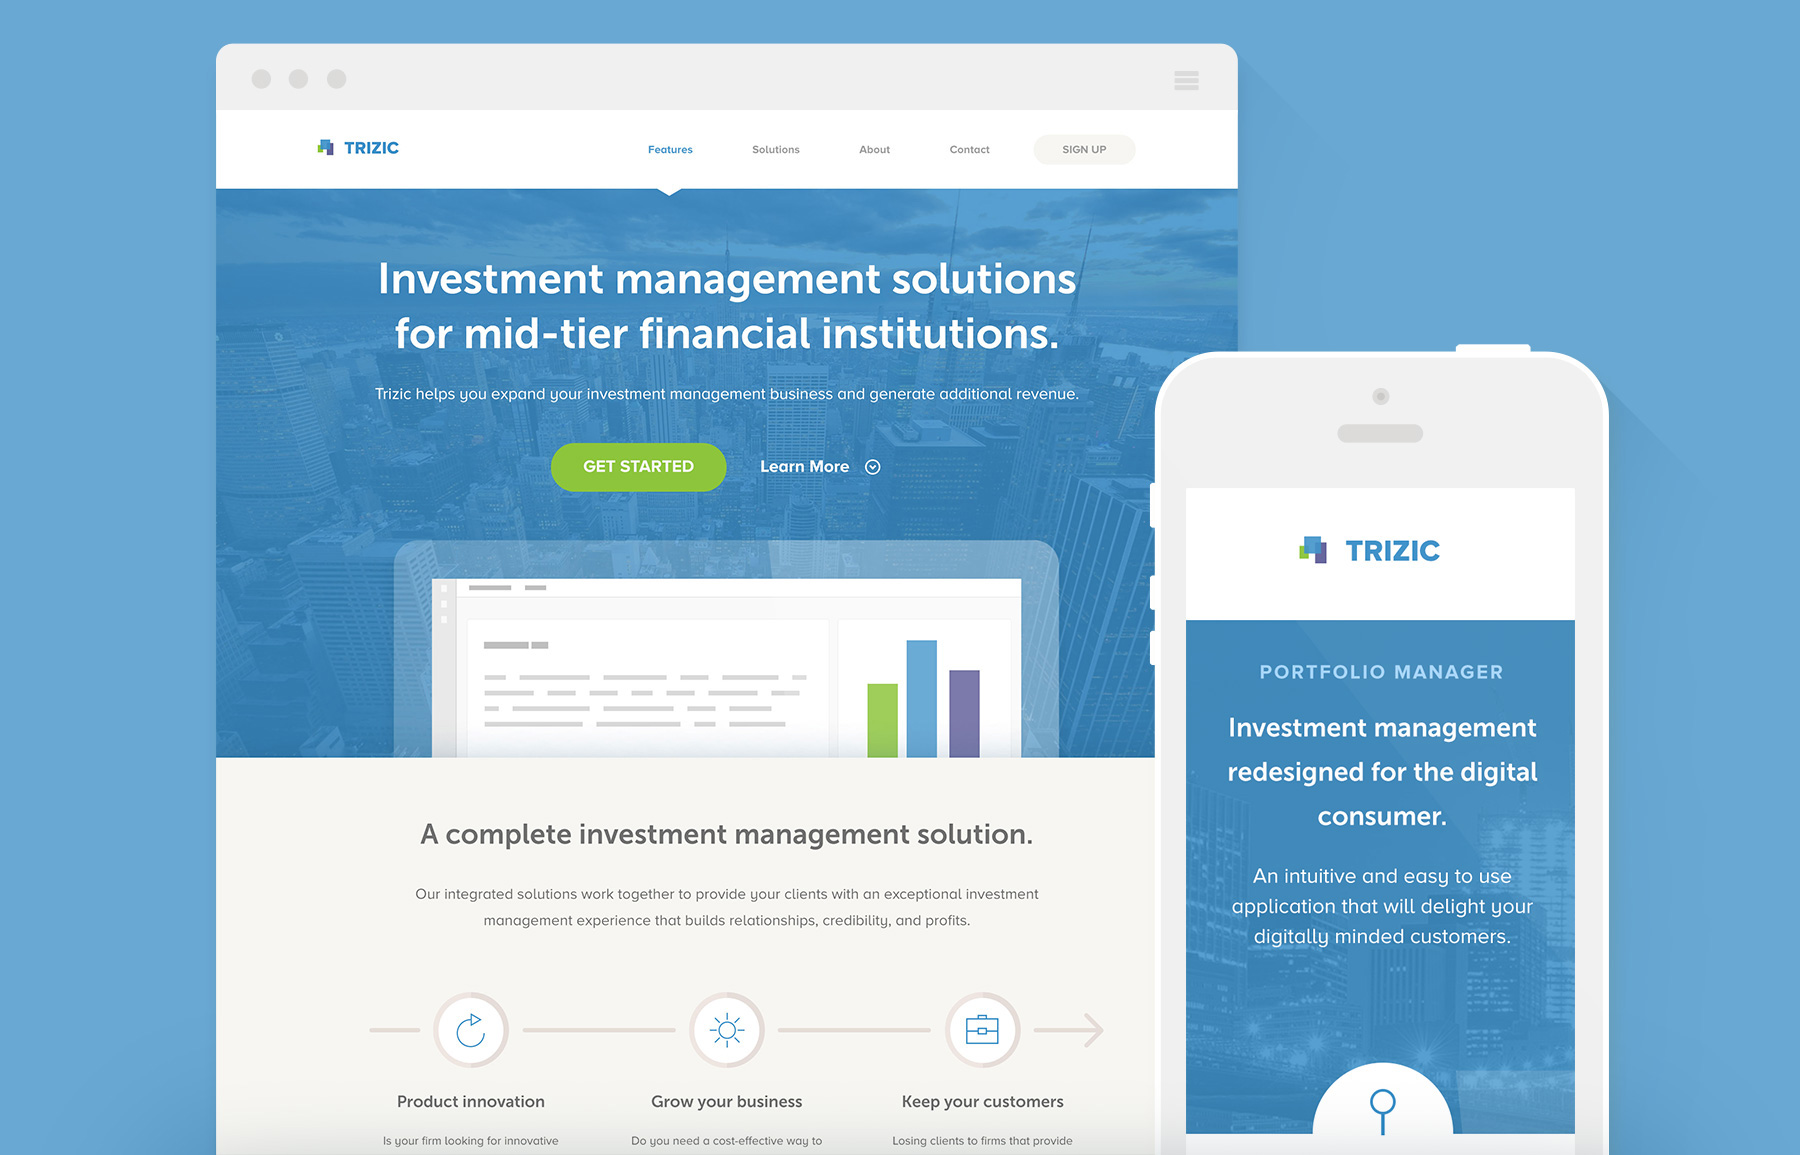 TRIZIC
Features
Solutions
About
Contact
SIGN UP
Investment management solutions
for mid-tier financial institutions.
Trizic helps you expand your investment management business and generate additional revenue.
GET STARTED
Learn More
A complete investment management solution.
Our integrated solutions work together to provide your clients with an exceptional investment
management experience that builds relationships, credibility, and profits.
Product innovation
Grow your business
Keep your customers
Is your firm looking for innovative
Do you need a cost-effective way to
Losing clients to firms that provide
TRIZIC
PORTFOLIO MANAGER
Investment management
redesigned for the digital
consumer.
An intuitive and easy to use
application that will delight your
digitally minded customers.